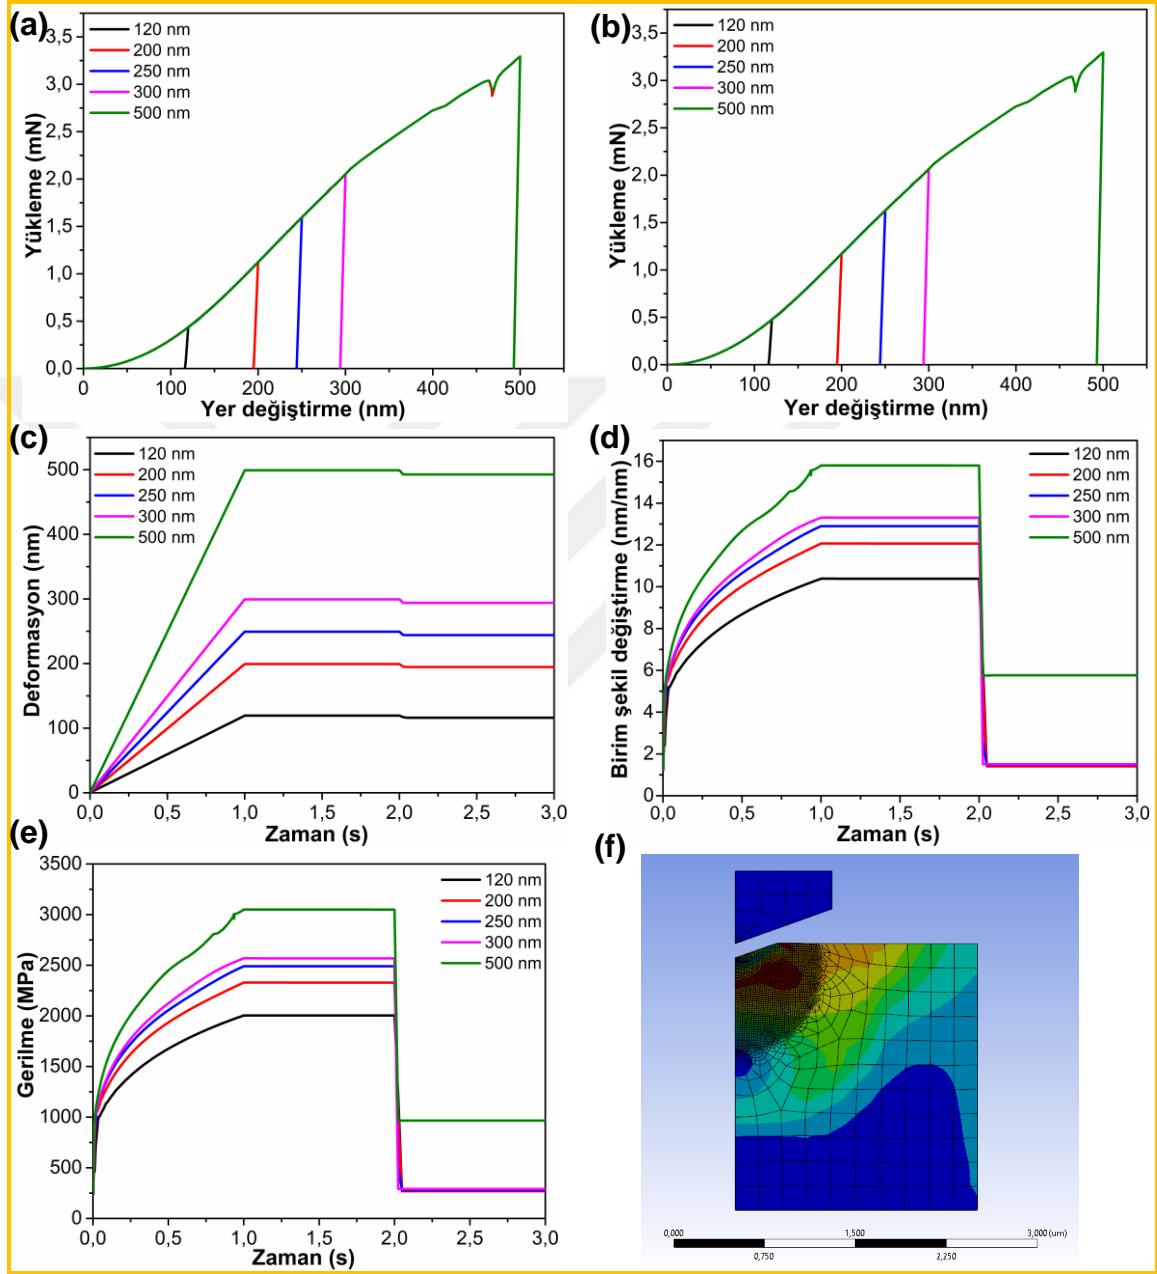 (a)
3,5
3,0
2,5
2,0
1,5
1,0
0,5
0,0
Yükleme (mN)
120 nm
200 nm
250 nm
300 nm
500 nm
0 100 200 300 400 500
Yer değiştirme (nm)
(b)
3,5
3,0
2,5
2,0
1,5
1,0
0,5
0,0
Yükleme (mN)
120 nm
200 nm
250 nm
300 nm
500 nm
0 100 200 300 400 500
Yer değiştirme (nm)
(c)
500
400
300
200
100
0
Deformasyon (nm)
120 nm
200 nm
250 nm
300 nm
500 nm
0,0 0,5 1,0 1,5 2,0 2,5 3,0
Zaman (s)
(d)
16
14
12
10
8
6
4
2
0
Birim şekil değiştirme (nm/nm)
120 nm
200 nm
250 nm
300 nm
500 nm
0,0 0,5 1,0 1,5 2,0 2,5 3,0
Zaman (s)
(e)
3500
3000
2500
2000
1500
1000
500
0
Gerilme (MPa)
120 nm
200 nm
250 nm
300 nm
500 nm
0,0 0,5 1,0 1,5 2,0 2,5 3,0
Zaman (s)
(f)
0,000 1,500 3,000 (um)
0,750 2,250